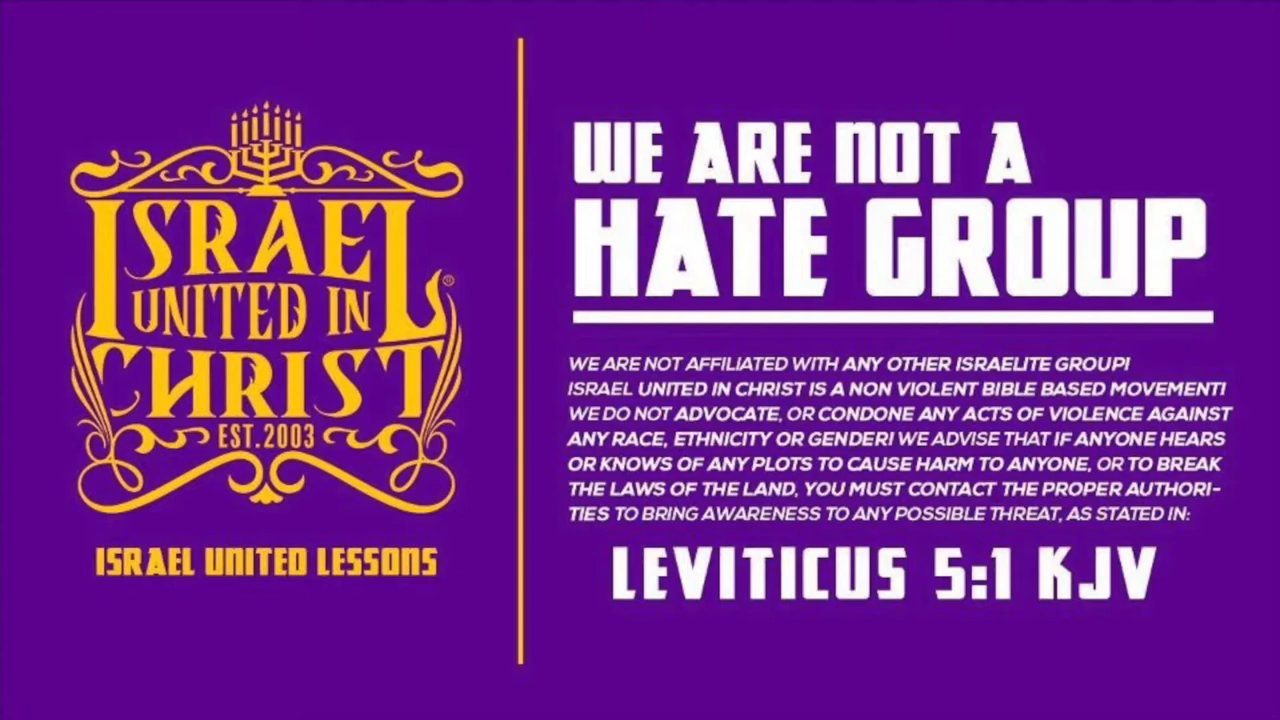 ISRAEL
UNITED IN
CHRIST®
EST.2003
ISRAEL UNITED LESSONS
WE ARE NOT A
HATE GROUP
WE ARE NOT AFFILIATED WITH ANY OTHER ISRAELITE GROUP!
ISRAEL UNITED IN CHRIST IS A NON VIOLENT BIBLE BASED MOVEMENT!
WE DO NOT ADVOCATE, OR CONDONE ANY ACTS OF VIOLENCE AGAINST
ANY RACE, ETHNICITY OR GENDER! WE ADVISE THAT IF ANYONE HEARS
OR KNOWS OF ANY PLOTS TO CAUSE HARM TO ANYONE, OR TO BREAK
THE LAWS OF THE LAND, YOU MUST CONTACT THE PROPER AUTHORI-
TIES TO BRING AWARENESS TO ANY POSSIBLE THREAT, AS STATED IN:
LEVITICUS 5:1 KJV